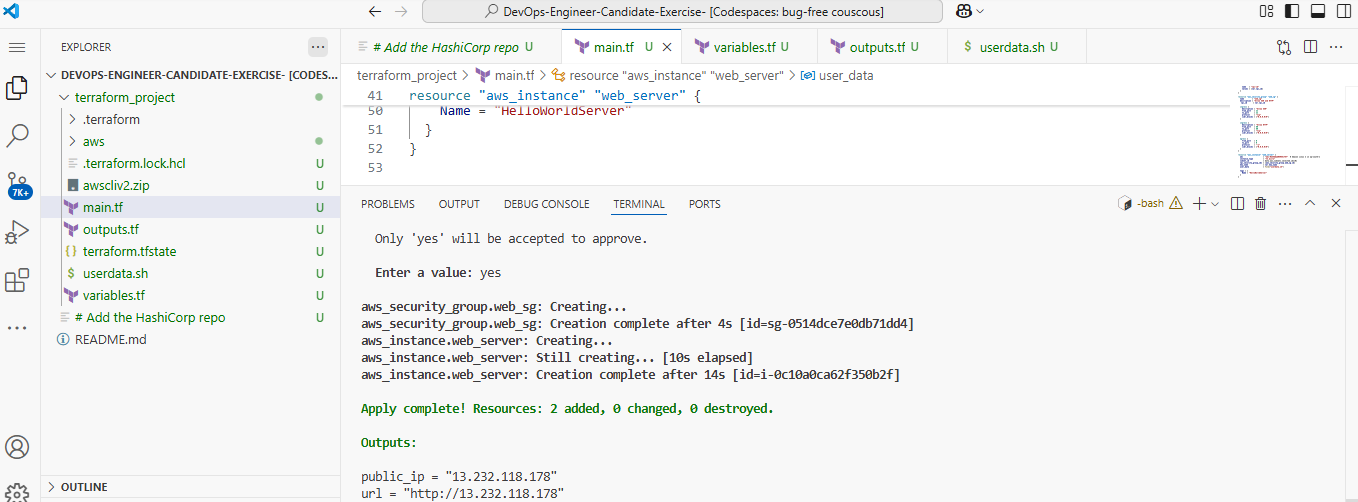 DevOps-Engineer-Candidate-Exercise- [Codespaces: bug-free couscous]
EXPLORER
DEVOPS-ENGINEER-CANDIDATE-EXERCISE- [CODES...
terraform_project
.terraform
aws
.terraform.lock.hcl U
awscliv2.zip U
main.tf U
outputs.tf U
terraform.tfstate U
userdata.sh U
variables.tf U
# Add the HashiCorp repo U
README.md
7K+
OUTLINE
# Add the HashiCorp repo U
main.tf U
variables.tf U
outputs.tf U
userdata.sh U
terraform_project > main.tf > resource "aws_instance" "web_server" > user_data
41 resource "aws_instance" "web_server" {
50 Name = "HelloWorldServer"
51 }
52 }
53
PROBLEMS OUTPUT DEBUG CONSOLE TERMINAL PORTS
-bash
Only 'yes' will be accepted to approve.
Enter a value: yes
aws_security_group.web_sg: Creating...
aws_security_group.web_sg: Creation complete after 4s [id=sg-0514dce7e0db71dd4]
aws_instance.web_server: Creating...
aws_instance.web_server: Still creating... [10s elapsed]
aws_instance.web_server: Creation complete after 14s [id=i-0c10a0ca62f350b2f]
Apply complete! Resources: 2 added, 0 changed, 0 destroyed.
Outputs:
public_ip = "13.232.118.178"
url = "http://13.232.118.178"